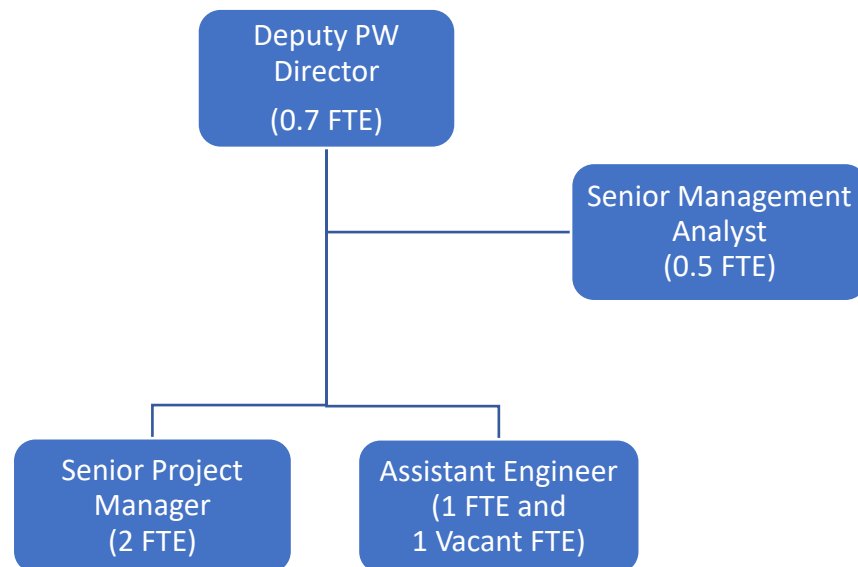 Deputy PW
Director
(0.7 FTE)
Senior Management
Analyst
(0.5 FTE)
Senior Project
Manager
(2 FTE)
Assistant Engineer
(1 FTE and
1 Vacant FTE)